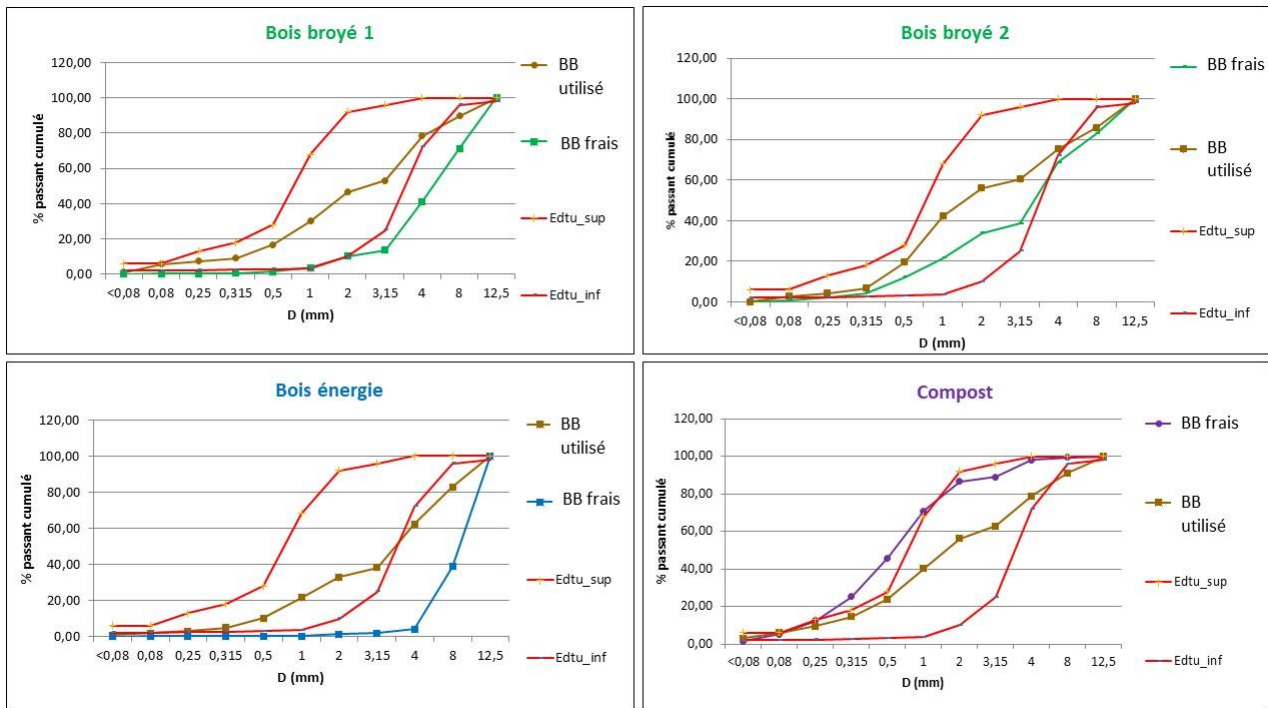 Bois broyé 1
120,00
100,00
80,00
60,00
40,00
20,00
0,00
% passant cumulé
<0,08 0,08 0,25 0,315 0,5 1 2 3,15 4 8 12,5
D (mm)
BB
utilisé
BB frais
Edtu_sup
Edtu_inf
Bois broyé 2
120,00
100,00
80,00
60,00
40,00
20,00
0,00
% passant cumulé
<0,08 0,08 0,25 0,315 0,5 1 2 3,15 4 8 12,5
D (mm)
BB frais
BB
utilisé
Edtu_sup
Edtu_inf
Bois énergie
120,00
100,00
80,00
60,00
40,00
20,00
0,00
% passant cumulé
<0,08 0,08 0,25 0,315 0,5 1 2 3,15 4 8 12,5
D (mm)
BB
utilisé
BB frais
Edtu_sup
Edtu_inf
Compost
120,00
100,00
80,00
60,00
40,00
20,00
0,00
% passant cumulé
<0,08 0,08 0,25 0,315 0,5 1 2 3,15 4 8 12,5
D (mm)
BB frais
BB
utilisé
Edtu_sup
Edtu_inf